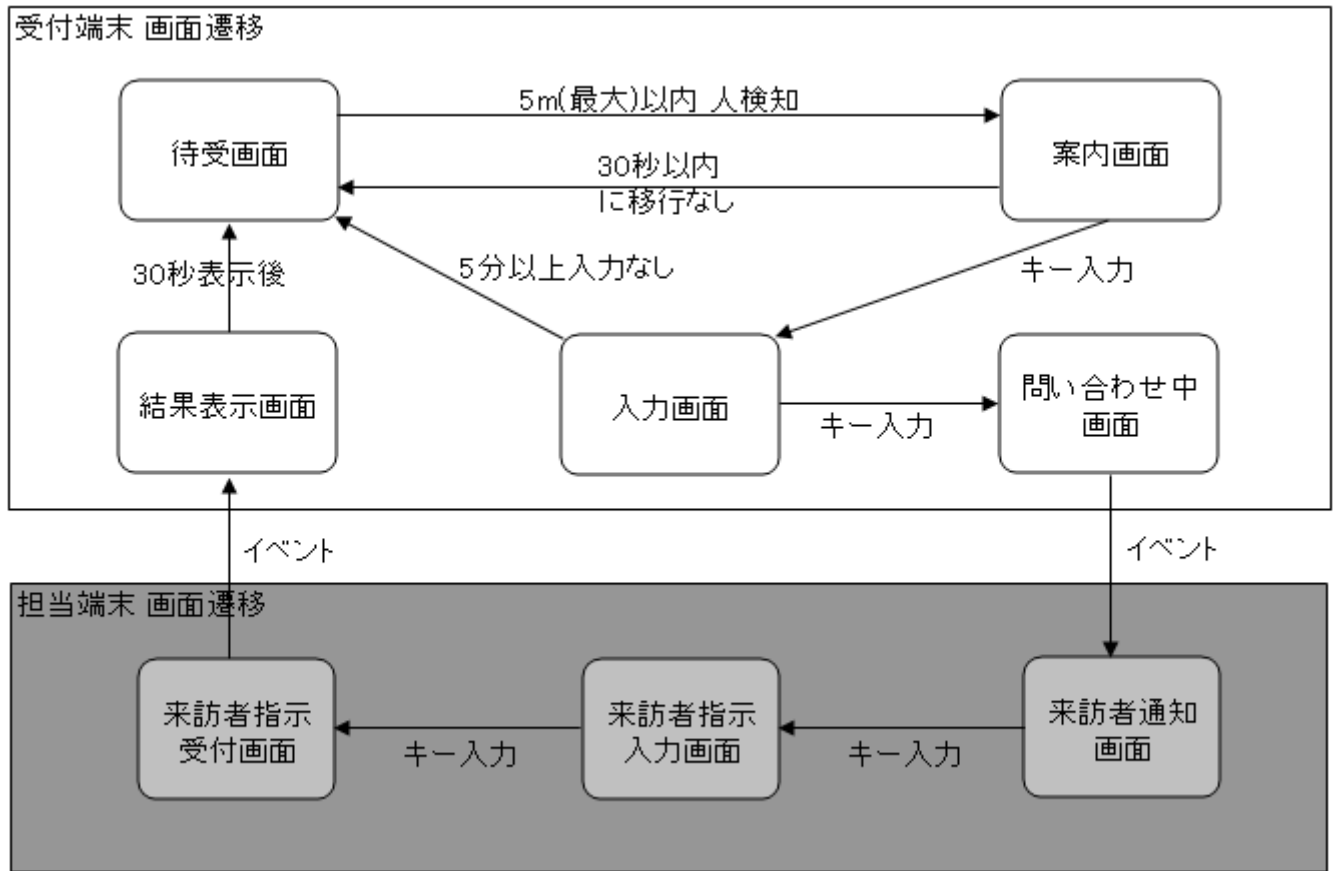 受付端末 画面遷移
5m(最大)以内 人検知
待受画面
案内画面
30秒以内
に移行なし
5分以上入力なし
キー入力
30秒表示後
結果表示画面
入力画面
キー入力
問い合わせ中
画面
イベント
イベント
担当端末 画面遷移
来訪者指示
受付画面
キー入力
来訪者指示
入力画面
キー入力
来訪者通知
画面